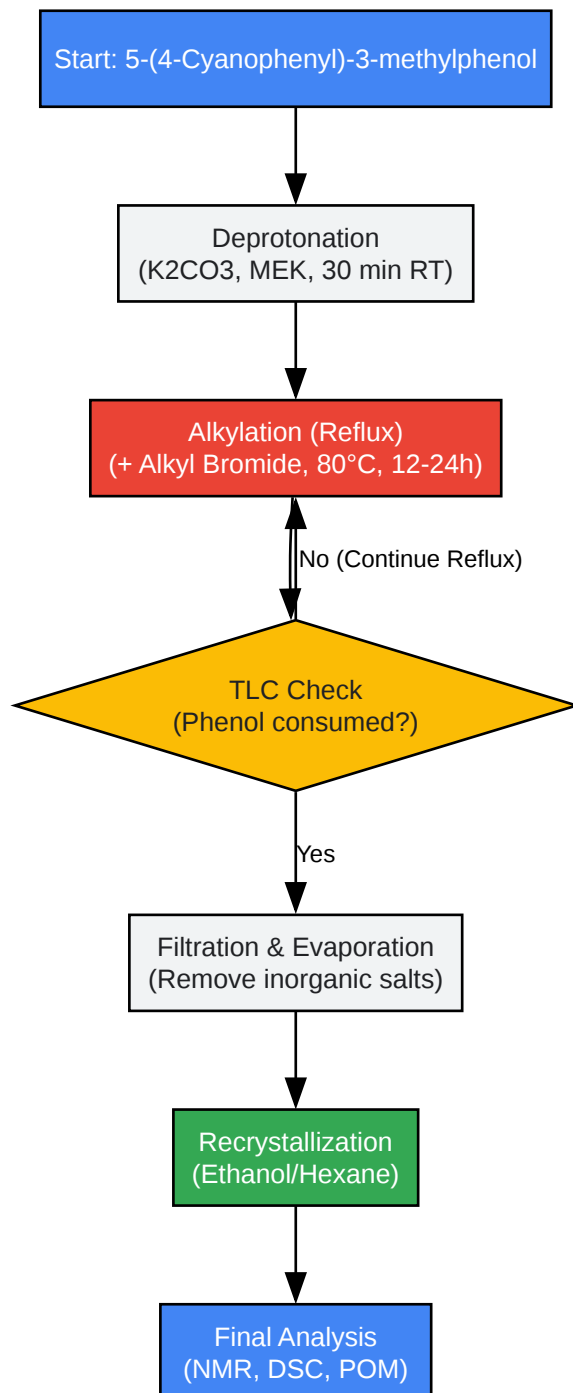 Start: 5-(4-Cyanophenyl)-3-methylphenol
Deprotonation
(K2CO3, MEK, 30 min RT)
Alkylation (Reflux)
(+ Alkyl Bromide, 80°C, 12-24h)
No (Continue Reflux)
TLC Check
(Phenol consumed?)
Yes
Filtration & Evaporation
(Remove inorganic salts)
Recrystallization
(Ethanol/Hexane)
Final Analysis
(NMR, DSC, POM)